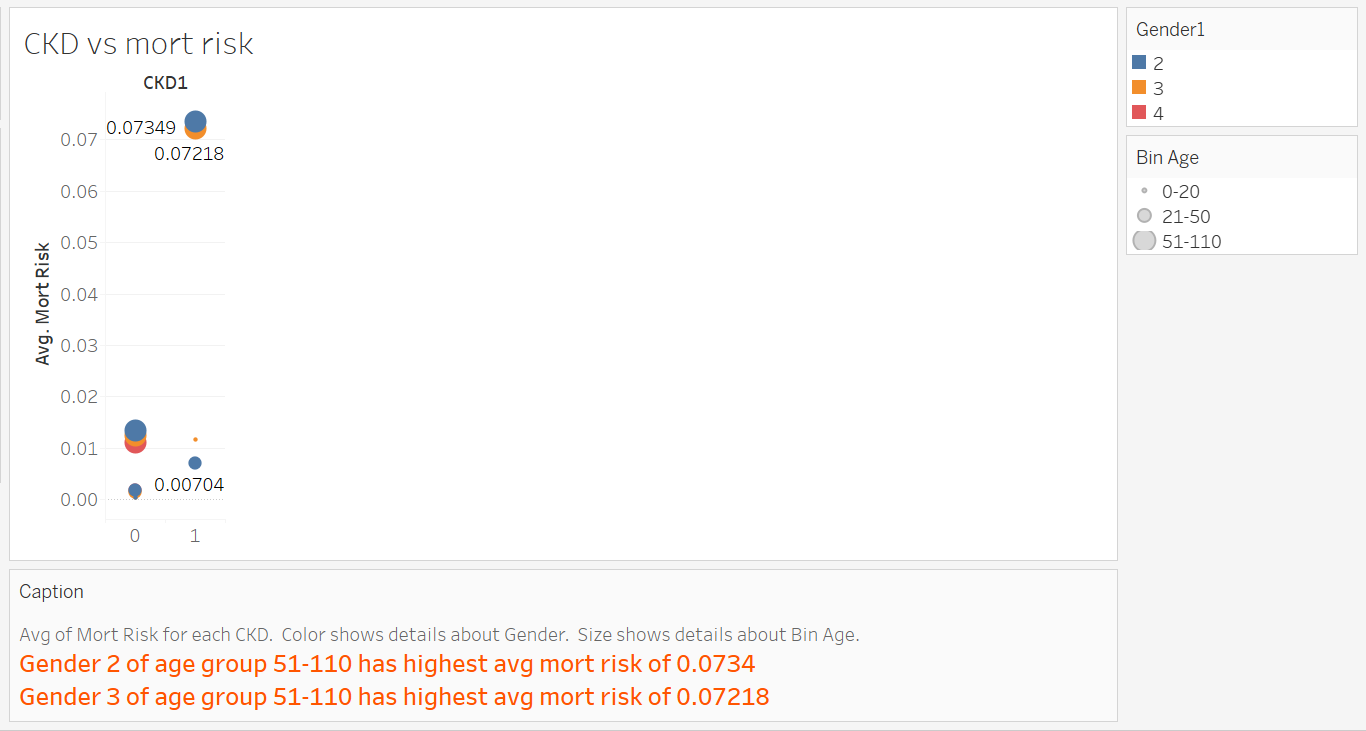 CKD vs mort risk
CKD1
0.07349
0.07218
0.07
0.06
0.05
0.04
0.03
0.02
0.01
0.00704
0.00
Avg. Mort Risk
0 1
Gender1
2
3
4
Bin Age
0-20
21-50
51-110
Caption
Avg of Mort Risk for each CKD. Color shows details about Gender. Size shows details about Bin Age.
Gender 2 of age group 51-110 has highest avg mort risk of 0.0734
Gender 3 of age group 51-110 has highest avg mort risk of 0.07218